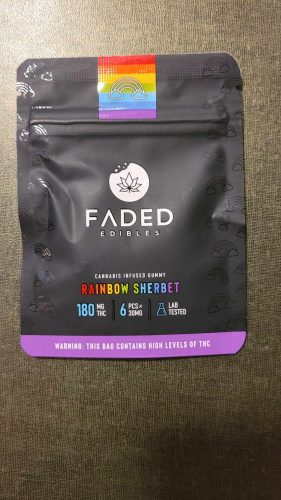 FADED
EDIBLES
CANNABIS INFUSED GUMMY
RAINBOW SHERBET
180 MG THC
6 PCS× 30MG
LAB TESTED
WARNING: THIS BAG CONTAINS HIGH LEVELS OF THC